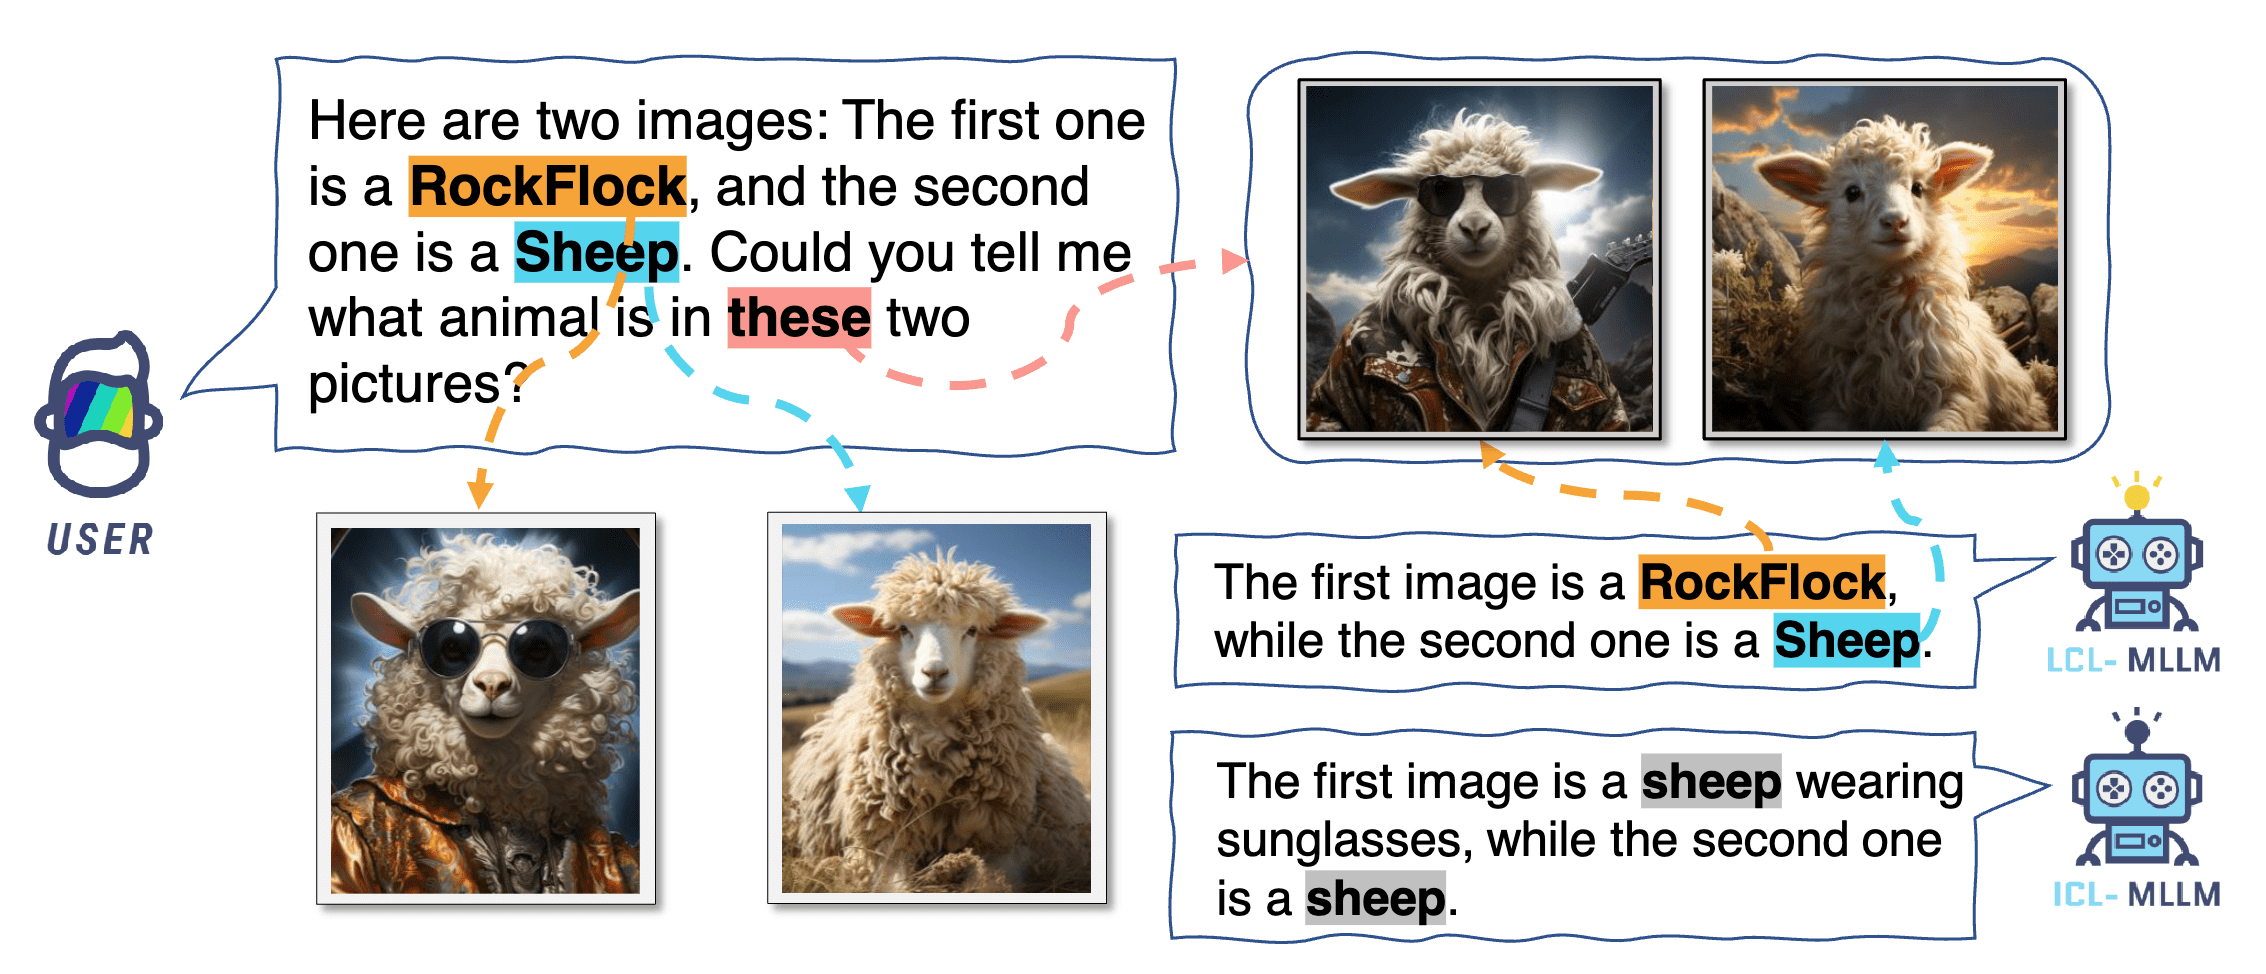 Here are two images: The first one
is a RockFlock, and the second
one is a Sheep. Could you tell me
what animal is in these two
pictures?
USER
The first image is a RockFlock,
while the second one is a Sheep.
LCL- MLLM
The first image is a sheep wearing
sunglasses, while the second one
is a sheep.
ICL- MLLM